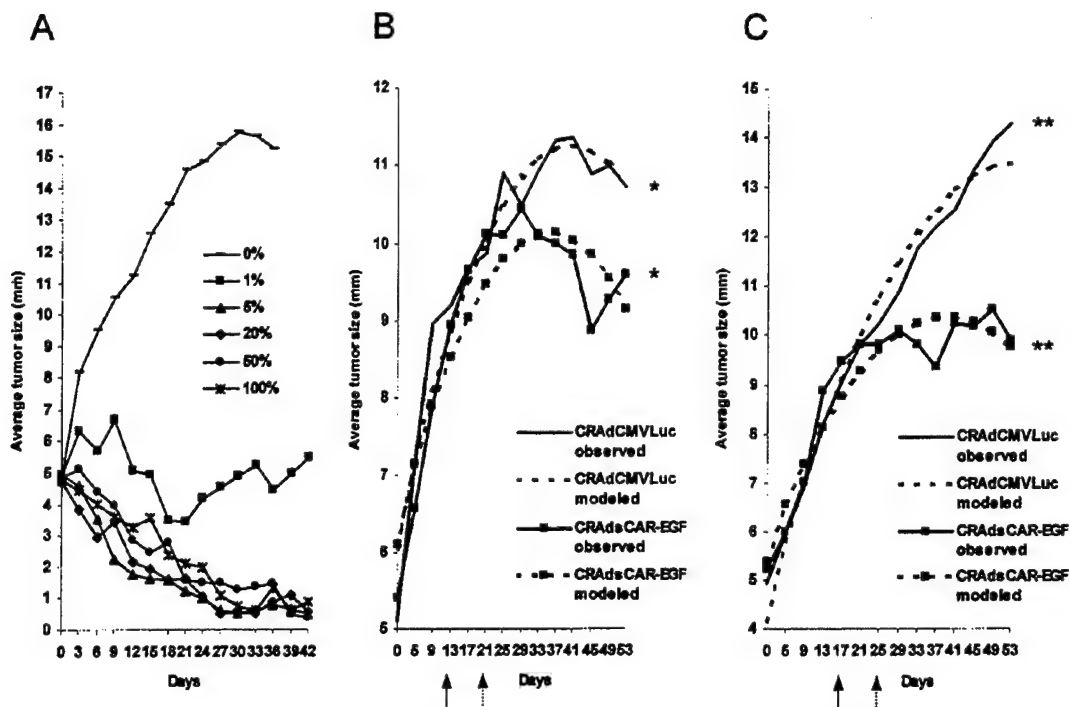 A
B
C
Average tumor size (mm)
17
16
15
14
13
12
11
10
9
8
7
6
5
4
3
2
1
0
0%
1%
5%
20%
50%
100%
0 3 6 9 12 15 18 21 24 27 30 33 36 39 42
Days
Average tumor size (mm)
12
11
10
9
8
7
6
5
*
*
CRAdCMVLuc
observed
CRAdCMVLuc
modeled
CRAdsCAR-EGF
observed
CRAdsCAR-EGF
modeled
0 5 9 13 17 21 25 29 33 37 41 45 49 53
Days
Average tumor size (mm)
15
14
13
12
11
10
9
8
7
6
5
4
**
**
CRAdCMVLuc
observed
CRAdCMVLuc
modeled
CRAdsCAR-EGF
observed
CRAdsCAR-EGF
modeled
0 5 9 13 17 21 25 29 33 37 41 45 49 53
Days